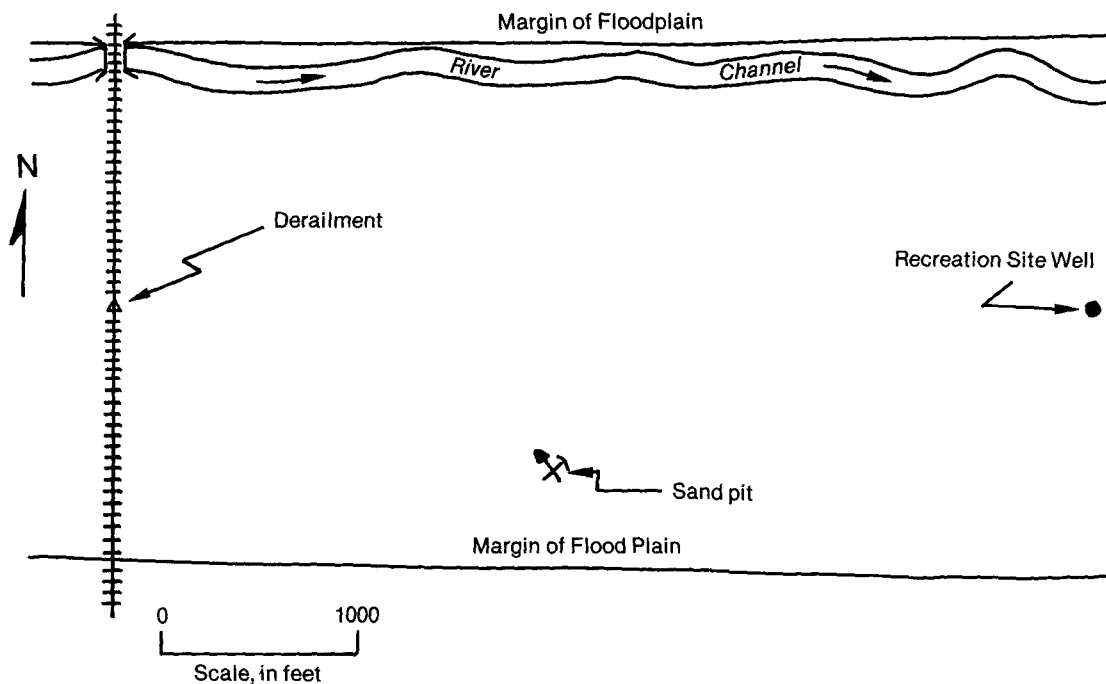 Margin of Floodplain
River Channel
N
Derailment
Recreation Site Well
Sand pit
Margin of Flood Plain
0 1000
Scale, in feet